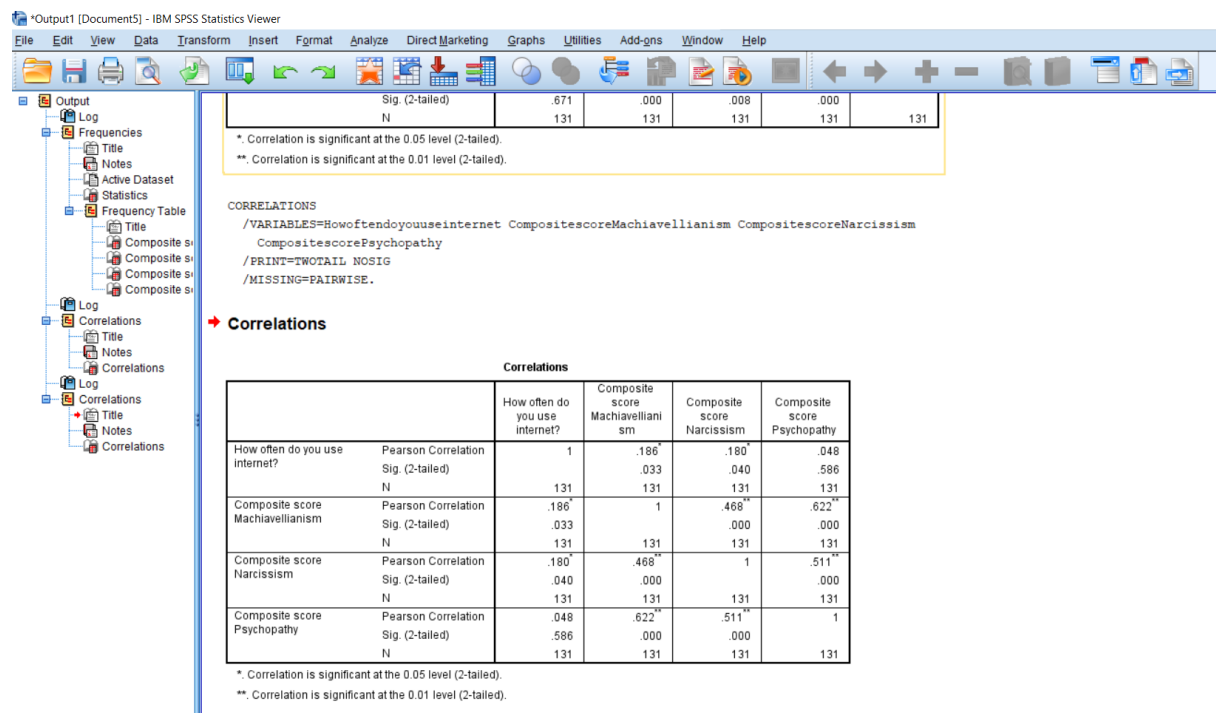 *Output1 [Document5] - IBM SPSS Statistics Viewer
File Edit View Data Transform Insert Format Analyze Direct Marketing Graphs Utilities Add-ons Window Help
Output
Log
Frequencies
Title
Notes
Active Dataset
Statistics
Frequency Table
Title
Composite s
Composite s
Composite s
Composite s
Log
Correlations
Title
Notes
Correlations
Log
Correlations
Title
Notes
Correlations
Sig. (2-tailed) .671 .000 .008 .000
N 131 131 131 131 131
*. Correlation is significant at the 0.05 level (2-tailed).
**. Correlation is significant at the 0.01 level (2-tailed).
CORRELATIONS
/VARIABLES=Howoftendoyouuseinternet CompositescoreMachiavellianism CompositescoreNarcissism
CompositescorePsychopathy
/PRINT=TWOTAIL NOSIG
/MISSING=PAIRWISE.
Correlations
Correlations
How often do you use internet? Composite score Machiavelliani sm Composite score Narcissism Composite score Psychopathy
How often do you use internet? Pearson Correlation 1 .186* .180* .048
Sig. (2-tailed) .033 .040 .586
N 131 131 131 131
Composite score Machiavellianism Pearson Correlation .186* 1 .468** .622**
Sig. (2-tailed) .033 .000 .000
N 131 131 131 131
Composite score Narcissism Pearson Correlation .180* .468** 1 .511**
Sig. (2-tailed) .040 .000 .000
N 131 131 131 131
Composite score Psychopathy Pearson Correlation .048 .622** .511** 1
Sig. (2-tailed) .586 .000 .000
N 131 131 131 131
*. Correlation is significant at the 0.05 level (2-tailed).
**. Correlation is significant at the 0.01 level (2-tailed).